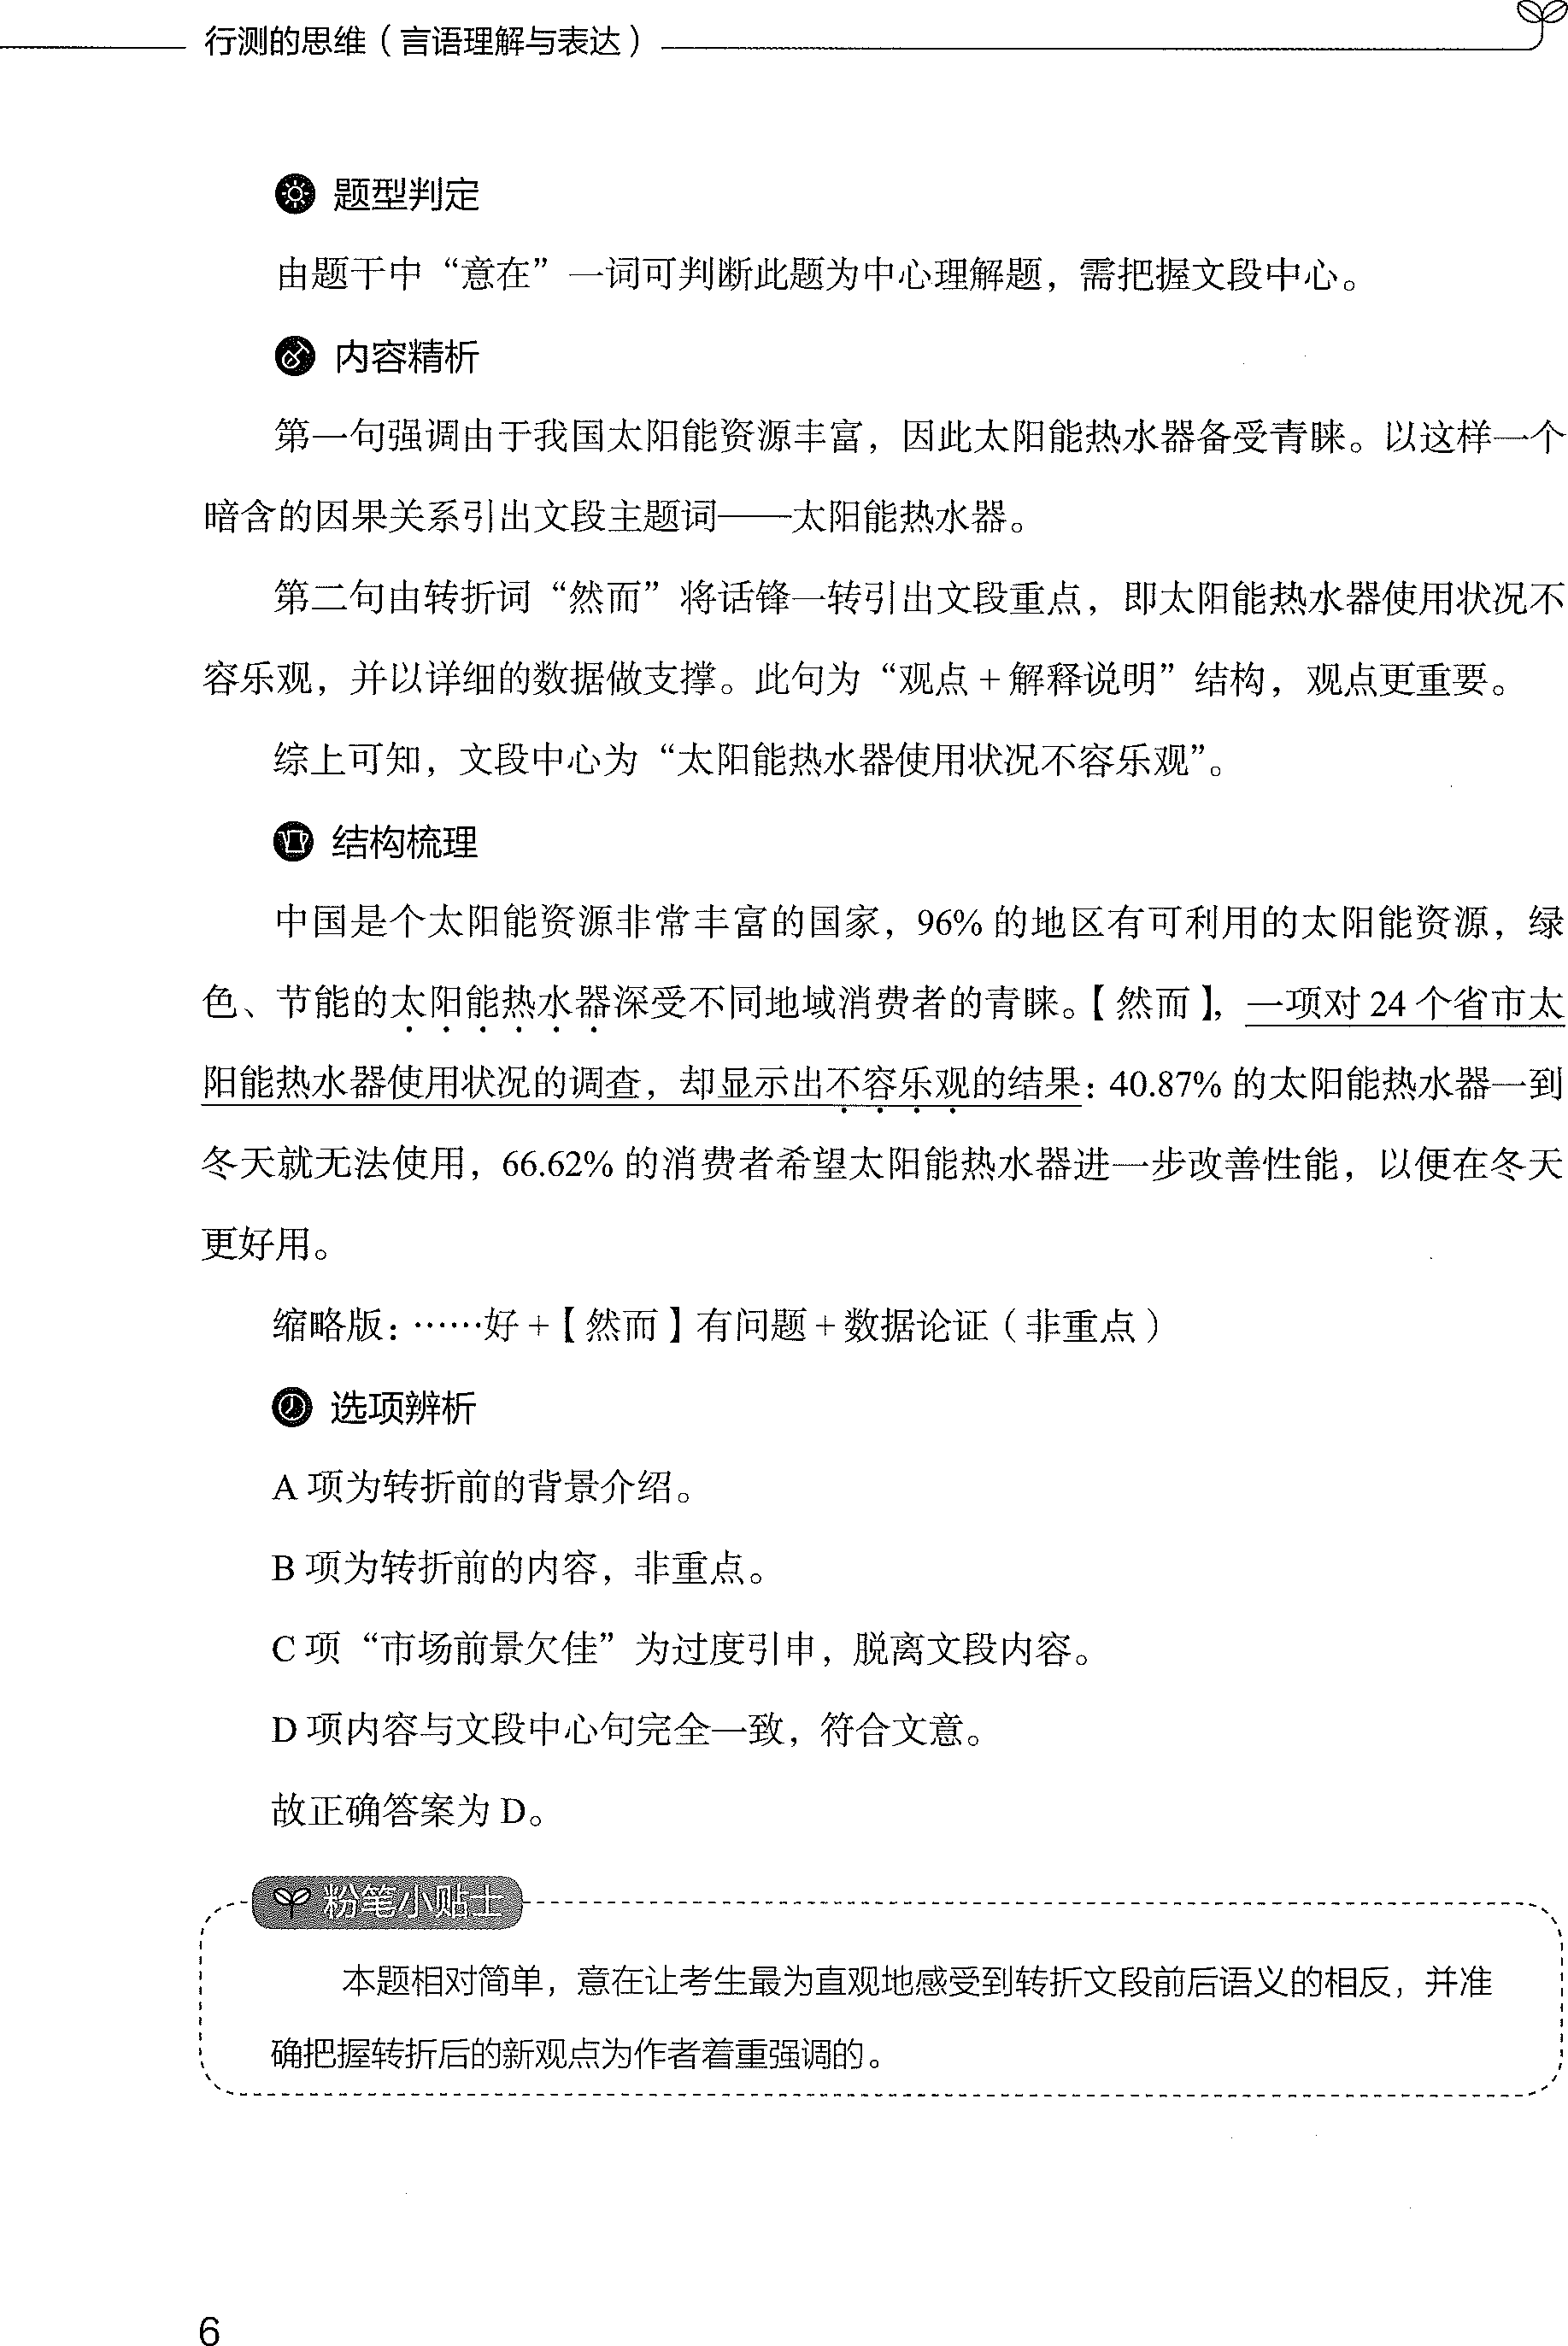 行测的思维（言语理解与表达）
题型判定
由题干中“意在”一词可判断此题为中心理解题，需把握文段中心。
内容精析
第一句强调由于我国太阳能资源丰富，因此太阳能热水器备受青睐。以这样一个
暗含的因果关系引出文段主题词——太阳能热水器。
第二句由转折词“然而”将话锋一转引出文段重点，即太阳能热水器使用状况不
容乐观，并以详细的数据做支撑。此句为“观点+解释说明”结构，观点更重要。
综上可知，文段中心为“太阳能热水器使用状况不容乐观”。
结构梳理
中国是个太阳能资源非常丰富的国家，96%的地区有可利用的太阳能资源，绿
色、节能的太阳能热水器深受不同地域消费者的青睐。【然而】，一项对24个省市太
阳能热水器使用状况的调查，却显示出不容乐观的结果：40.87%的太阳能热水器一到
冬天就无法使用，66.62%的消费者希望太阳能热水器进一步改善性能，以便在冬天
更好用。
缩略版：……好+【然而】有问题+数据论证（非重点）
选项辨析
A项为转折前的背景介绍。
B项为转折前的内容，非重点。
C项“市场前景欠佳”为过度引申，脱离文段内容。
D项内容与文段中心句完全一致，符合文意。
故正确答案为D。
粉笔小贴士
本题相对简单，意在让考生最为直观地感受到转折文段前后语义的相反，并准
确把握转折后的新观点为作者着重强调的。
6